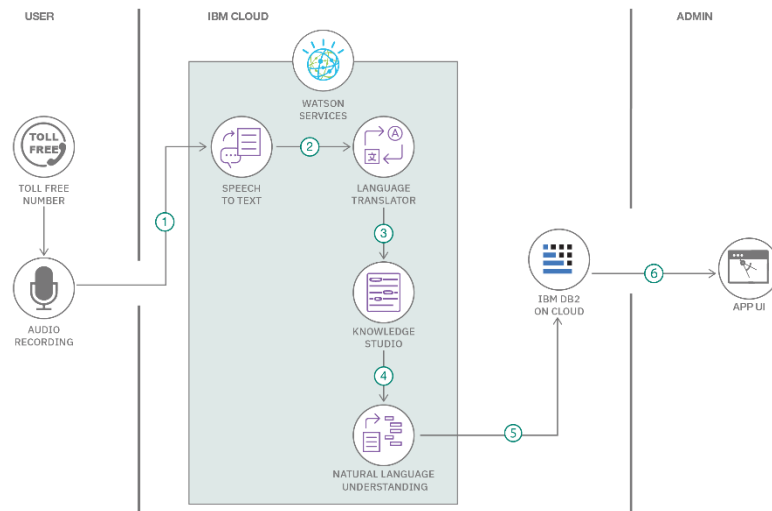 USER
IBM CLOUD
ADMIN
WATSON
SERVICES
TOLL
FREE
TOLL FREE
NUMBER
AUDIO
RECORDING
1
SPEECH
TO TEXT
2
A
文
LANGUAGE
TRANSLATOR
3
KNOWLEDGE
STUDIO
4
NATURAL LANGUAGE
UNDERSTANDING
5
IBM DB2
ON CLOUD
6
APP UI